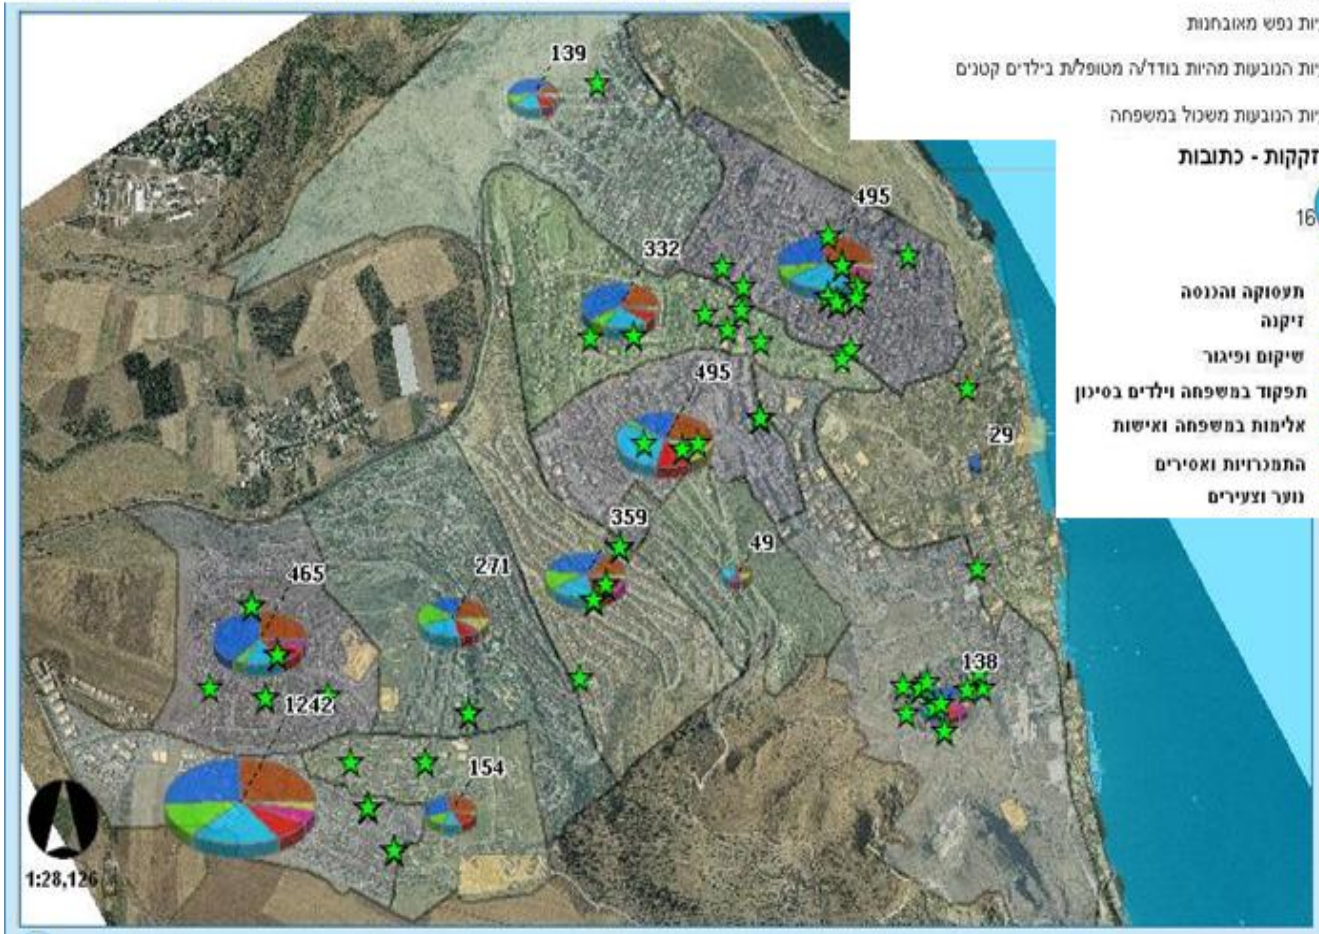 יות נפש מאובחנות
יות הנובעות מהיות בודד/ה מטופל/ת בילדים קטנים
יות הנובעות משכול במשפחה
זקקות - כתובות
16
תעסוקה והכנסה
זיקנה
שיקום ופיגור
תפקוד במשפחה וילדים בסיכון
אלימות במשפחה ואישות
התמכרויות ואסירים
נוער וצעירים
139
495
332
495
29
359
49
465
271
138
1242
154
1:28,126